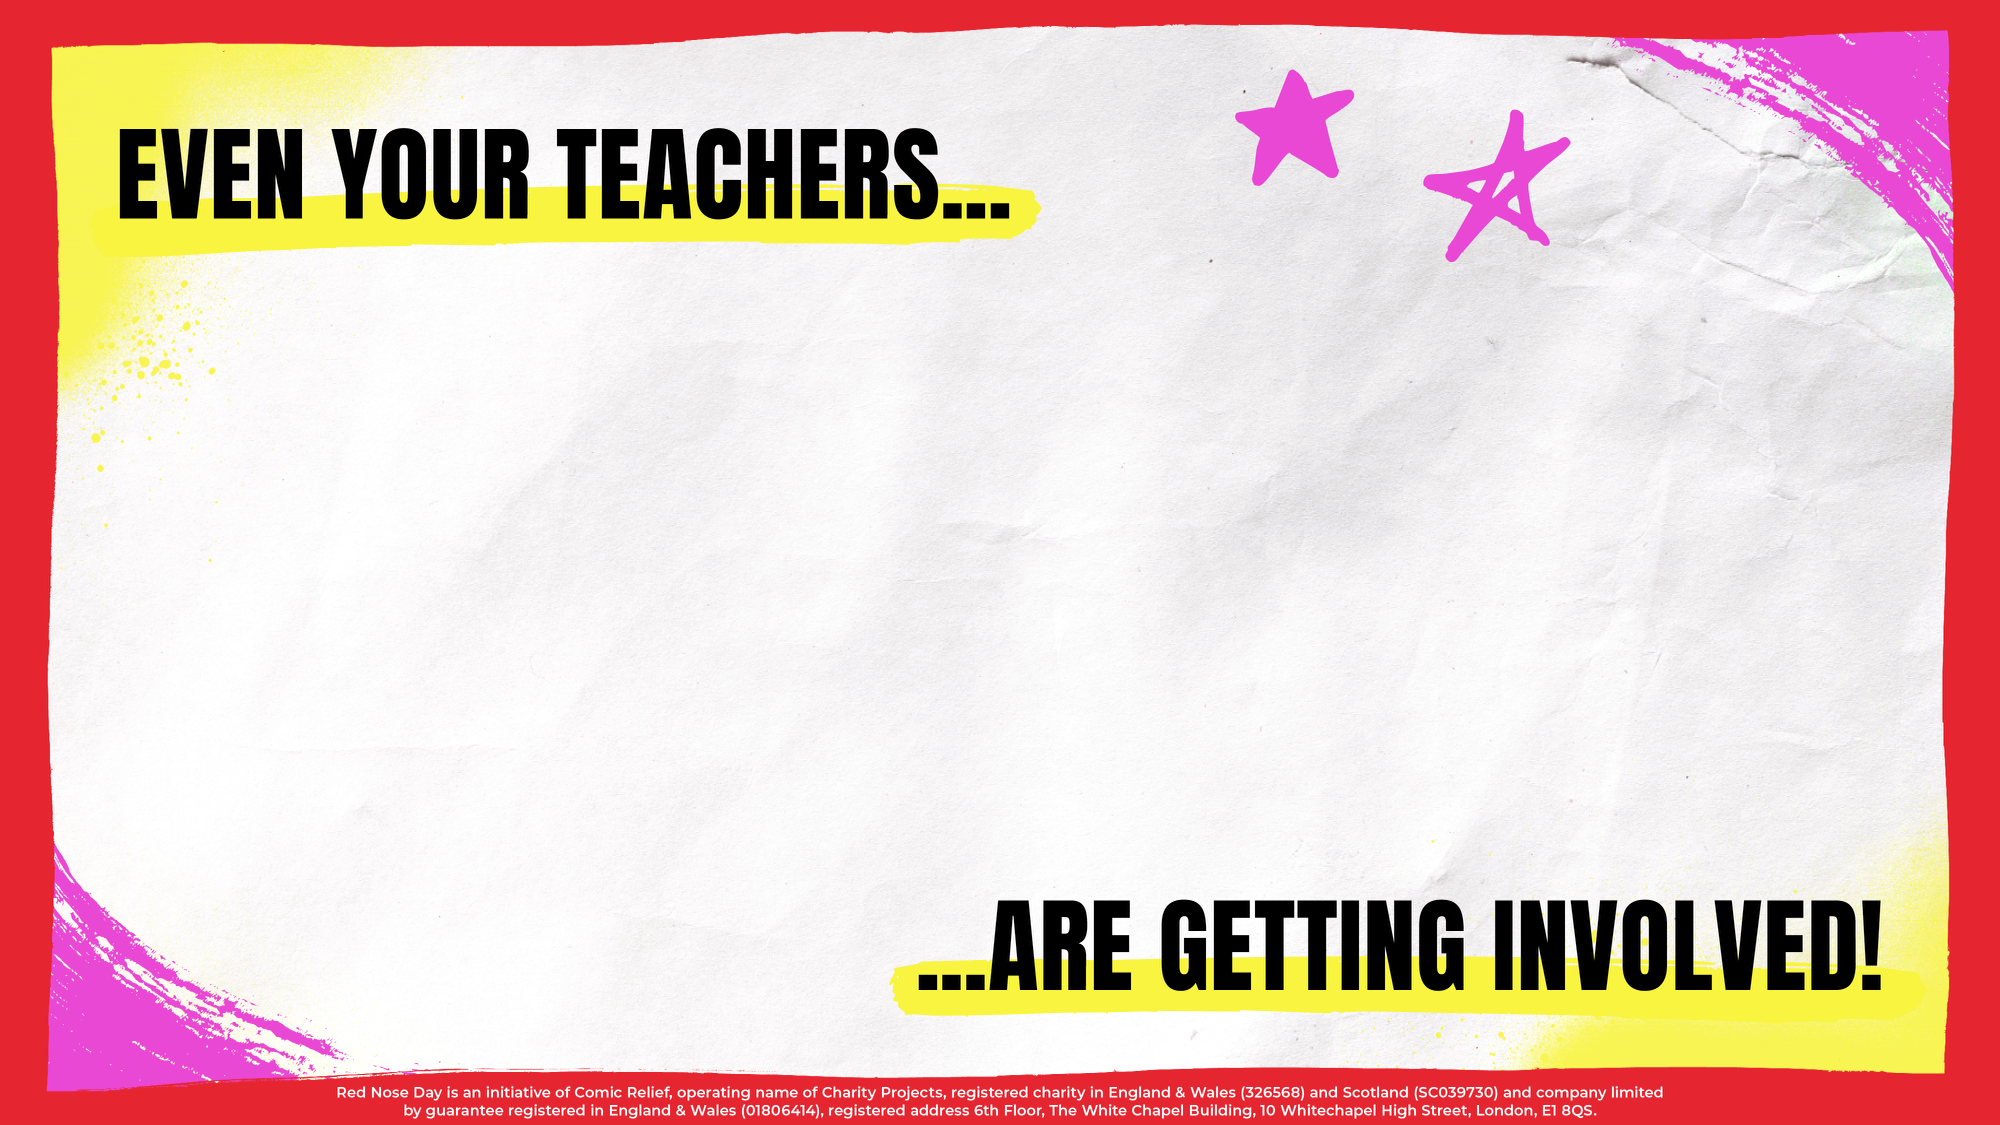 EVEN YOUR TEACHERS...
...ARE GETTING INVOLVED!
Red Nose Day is an initiative of Comic Relief, operating name of Charity Projects, registered charity in England & Wales (326568) and Scotland (SC039730) and company limited
by guarantee registered in England & Wales (01806414), registered address 6th Floor, The White Chapel Building, 10 Whitechapel High Street, London, E1 8QS.